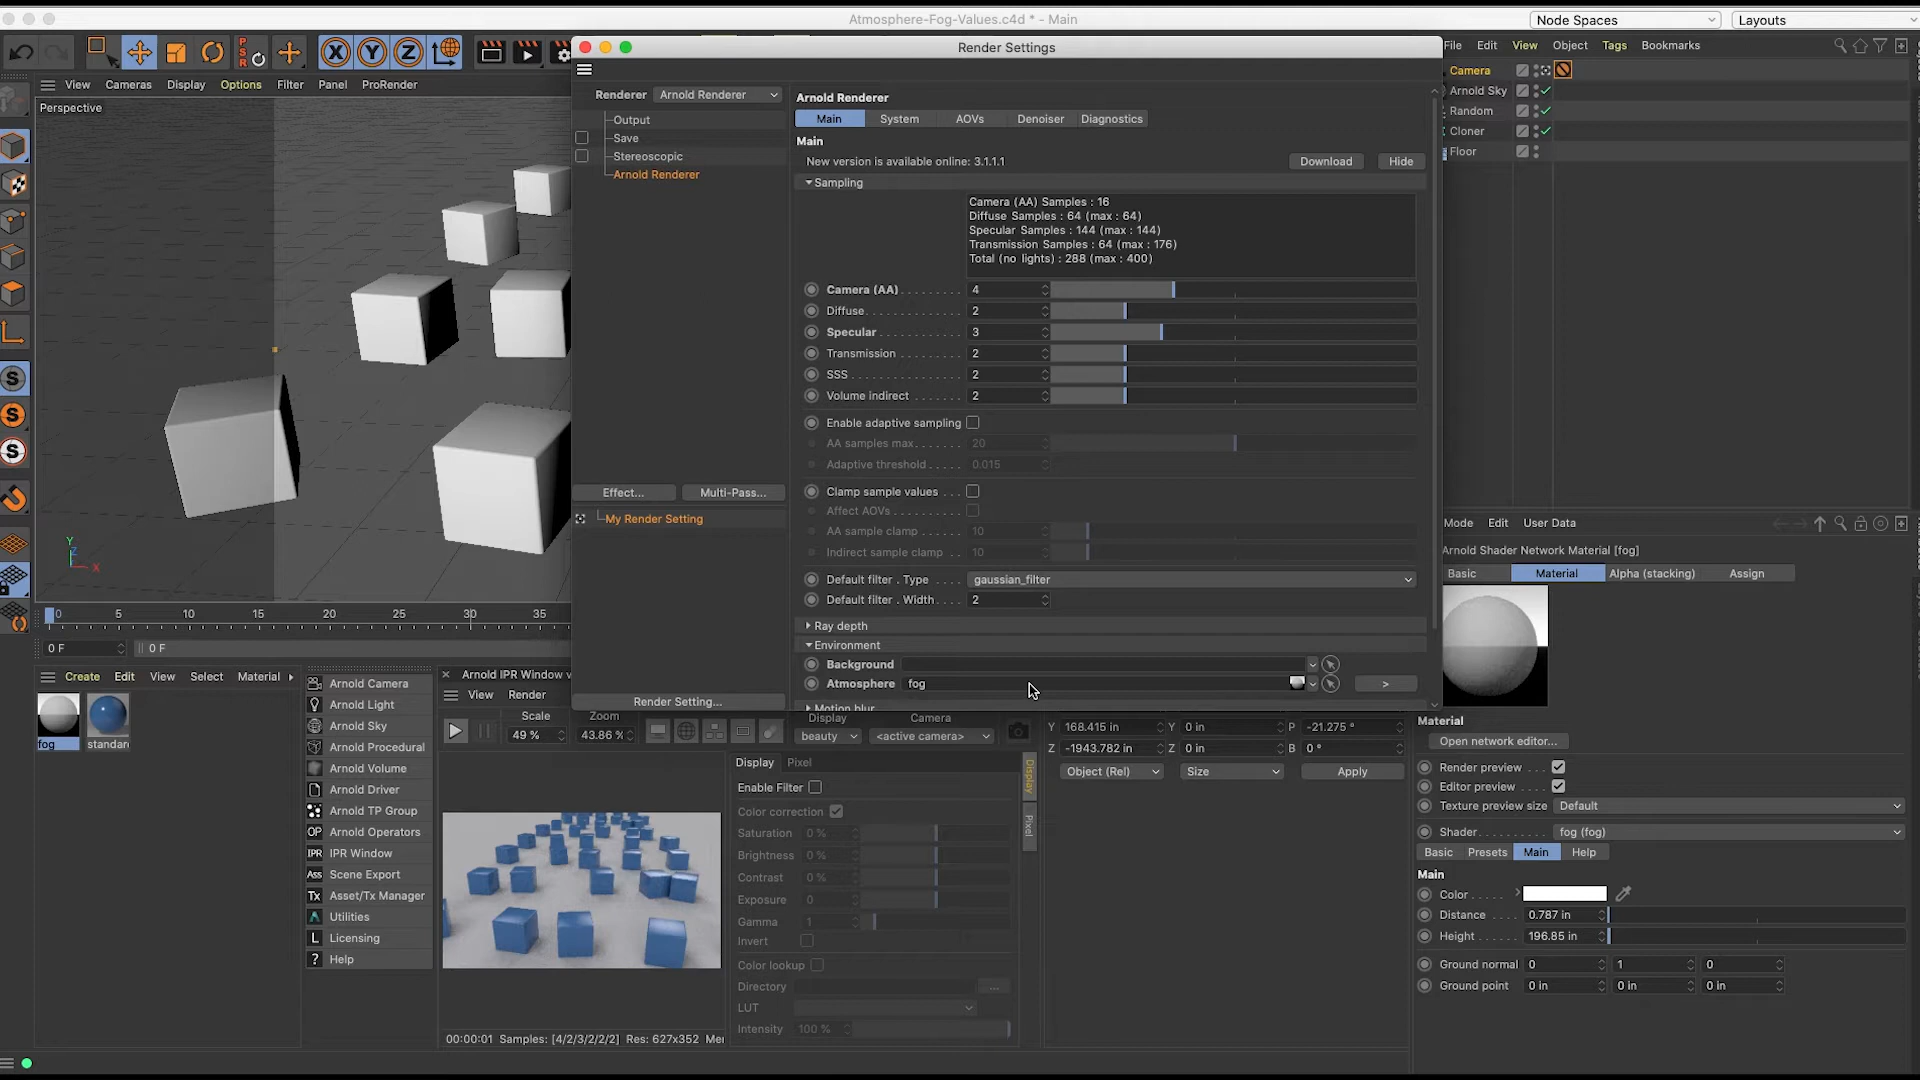 Atmosphere-Fog-Values.c4d * - Main
Node Spaces
Layouts
View Cameras Display Options Filter Panel ProRender
Perspective
Render Settings
Renderer Arnold Renderer
Output
Save
Stereoscopic
Arnold Renderer
Effect... Multi-Pass...
My Render Setting
Render Setting...
Arnold Renderer
Main System AOVs Denoiser Diagnostics
Main
New version is available online: 3.1.1.1 Download Hide
Sampling
Camera (AA) Samples : 16
Diffuse Samples : 64 (max : 64)
Specular Samples : 144 (max : 144)
Transmission Samples : 64 (max : 176)
Total (no lights) : 288 (max : 400)
Camera (AA) 4
Diffuse 2
Specular 3
Transmission 2
SSS 2
Volume indirect 2
Enable adaptive sampling
AA samples max 20
Adaptive threshold 0.015
Clamp sample values
Affect AOVs
AA sample clamp 10
Indirect sample clamp 10
Default filter . Type gaussian_filter
Default filter . Width 2
Ray depth
Environment
Background
Atmosphere fog >
Motion blur
File Edit View Object Tags Bookmarks
Camera
Arnold Sky
Random
Cloner
Floor
Mode Edit User Data
Arnold Shader Network Material [fog]
Basic Material Alpha (stacking) Assign
Material
Open network editor...
Render preview
Editor preview
Texture preview size Default
Shader fog (fog)
Basic Presets Main Help
Main
Color
Distance 0.787 in
Height 196.85 in
Ground normal 0 1 0
Ground point 0 in 0 in 0 in
Y
Z
X
0 5 10 15 20 25 30 35
0 F 0 F
Create Edit View Select Material
fog standard
Arnold Camera
Arnold Light
Arnold Sky
Arnold Procedural
Arnold Volume
Arnold Driver
Arnold TP Group
OP Arnold Operators
IPR IPR Window
Ass Scene Export
Tx Asset/Tx Manager
Utilities
L Licensing
? Help
Arnold IPR Window v
View Render
Scale Zoom Display Camera
49 % 43.86 % beauty <active camera>
Display Pixel
Enable Filter
Color correction
Saturation 0 %
Brightness 0 %
Contrast 0 %
Exposure 0
Gamma 1
Invert
Color lookup
Directory ...
LUT
Intensity 100 %
Display
Pixel
00:00:01 Samples: [4/2/3/2/2/2] Res: 627x352 Mer
Y 168.415 in Y 0 in P -21.275 °
Z -1943.782 in Z 0 in B 0 °
Object (Rel) Size Apply